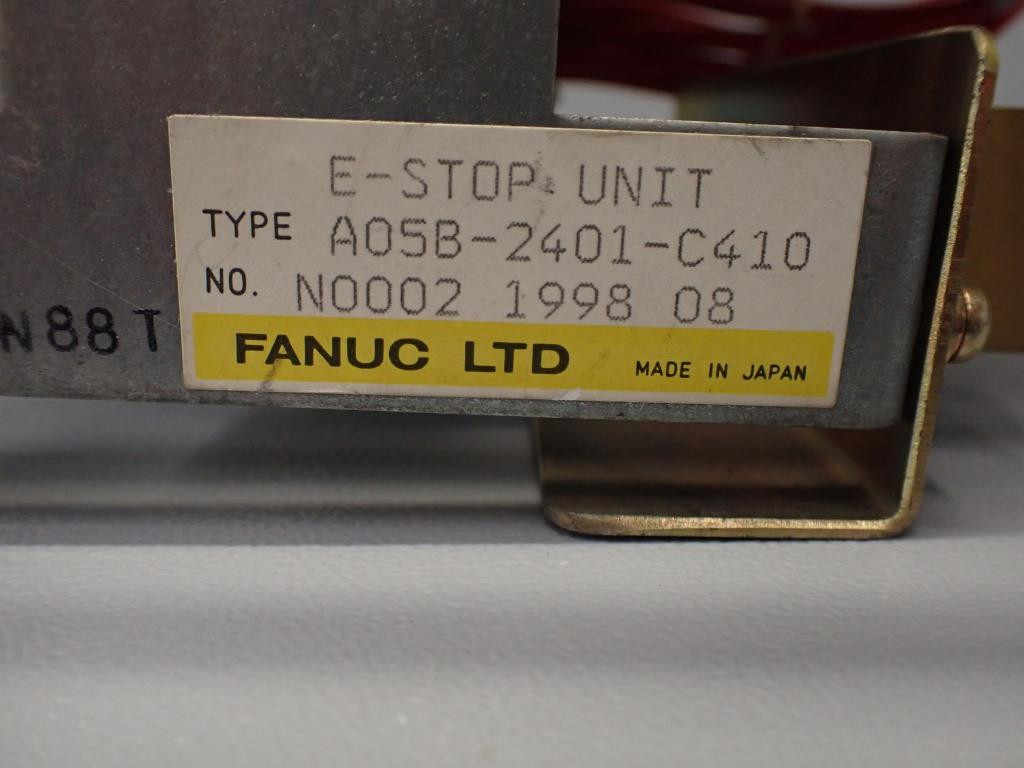 E-STOP UNIT
TYPE A05B-2401-C410
NO. N0002 1998 08
N88T
FANUC LTD MADE IN JAPAN